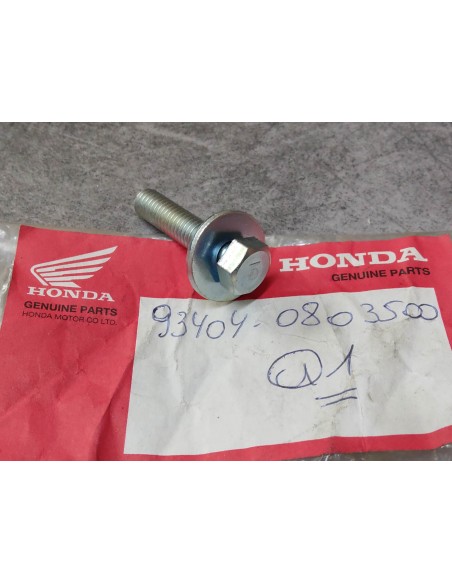 HONDA
GENUINE PARTS
HONDA
GENUINE PARTS
HONDA MOTOR CO LTD.
93404-0803500
Q1